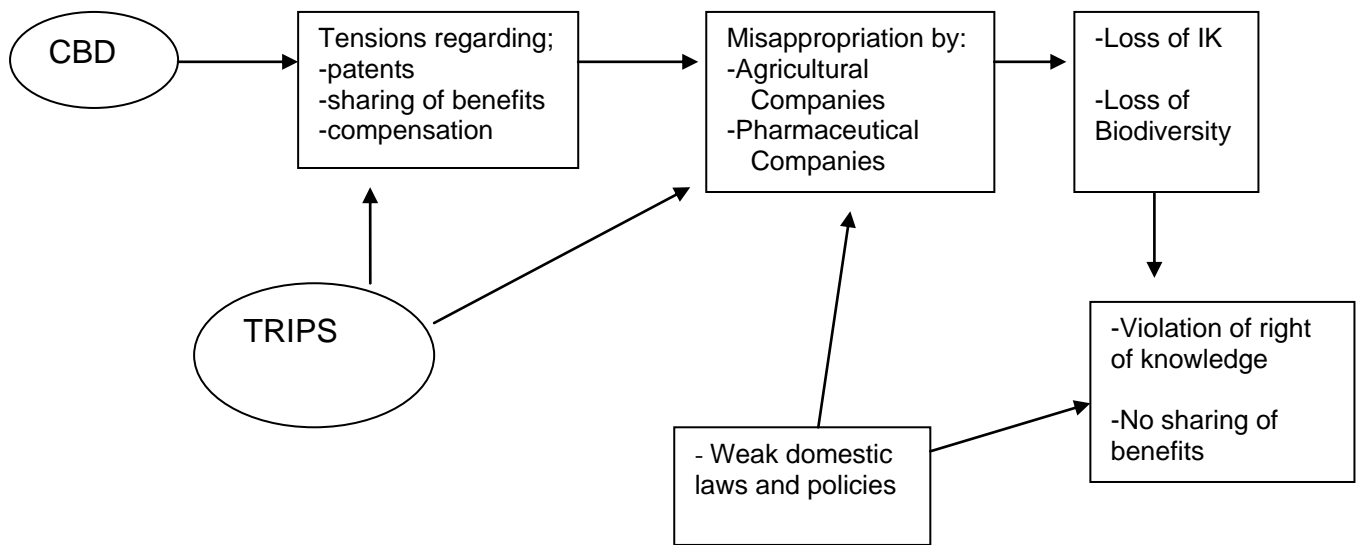 CBD
Tensions regarding;
-patents
-sharing of benefits
-compensation
Misappropriation by:
-Agricultural
Companies
-Pharmaceutical
Companies
-Loss of IK
-Loss of
Biodiversity
TRIPS
-Violation of right
of knowledge
-No sharing of
benefits
- Weak domestic
laws and policies